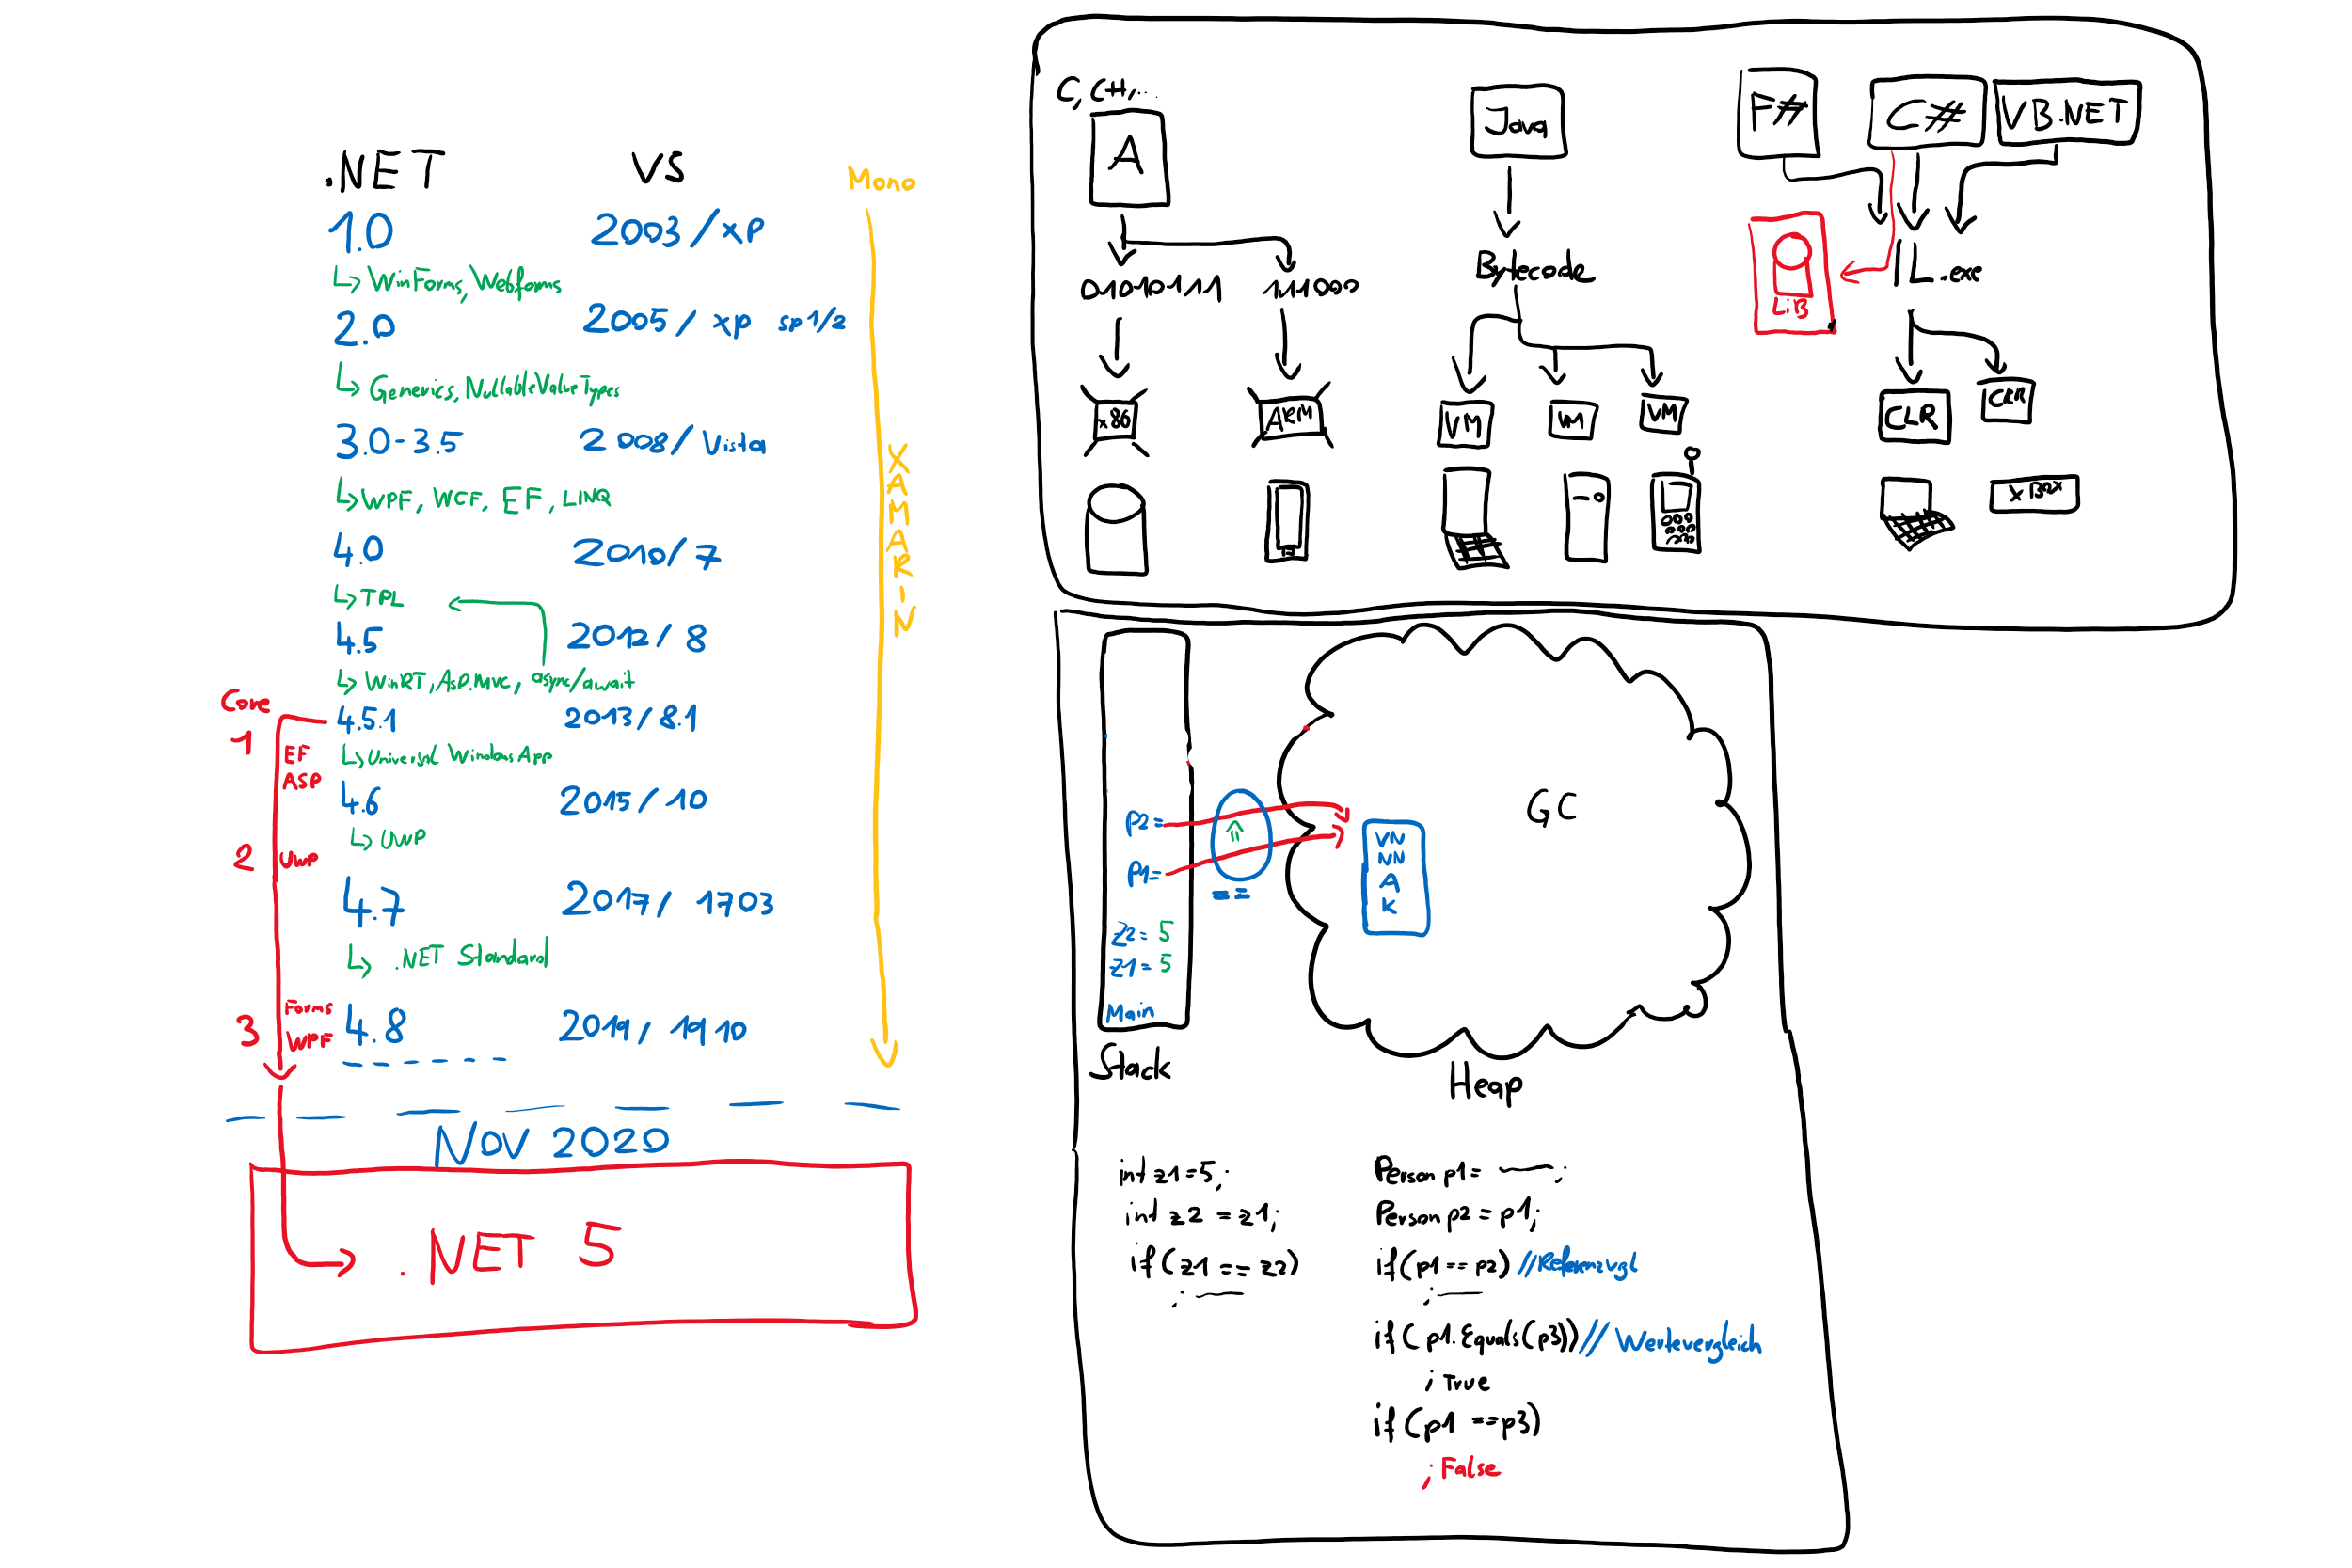 .NET VS Mono
1.0 2003/XP
↳ WinForms, Webforms
2.0 2005/ XP sp1/2
↳ Generics, NullableValueTypes
3.0-3.5 2008/ Vista
↳ WPF, WCF, EF, LINQ
4.0 2010/7
↳ TPL
4.5 2012/8
↳ WinRT, Asp.MVC, async/await
4.5.1 2013/8.1
↳ Universal Windows App
4.6 2015/10
↳ UWP
4.7 2017/ 1703
↳ .NET Standard
4.8 2019/ 1910
XAMARIN
Core
1 EF
ASP
2 UWP
3 Forms
WPF
NOV 2020
.NET 5
C, C++,...
A
01010111 111000
x86 ARM
Java
Bytecode
VM VM VM
F# C# VB.NET
LiB
IL.exe
CLR CLR
XBOX
P2=
P1=
==
Z2= 5
Z1= 5
Main
Stack
GC
VN
NN
A
K
Heap
int z1=5;
int z2 = z1;
if(z1 == z2)
;
Person p1= ;
Person p2 = p1;
if(p1 == p2) //Referenzvgl
;
if(p1.Equals(p3)) // Wertevergleich
; True
if(p1 ==p3)
; False